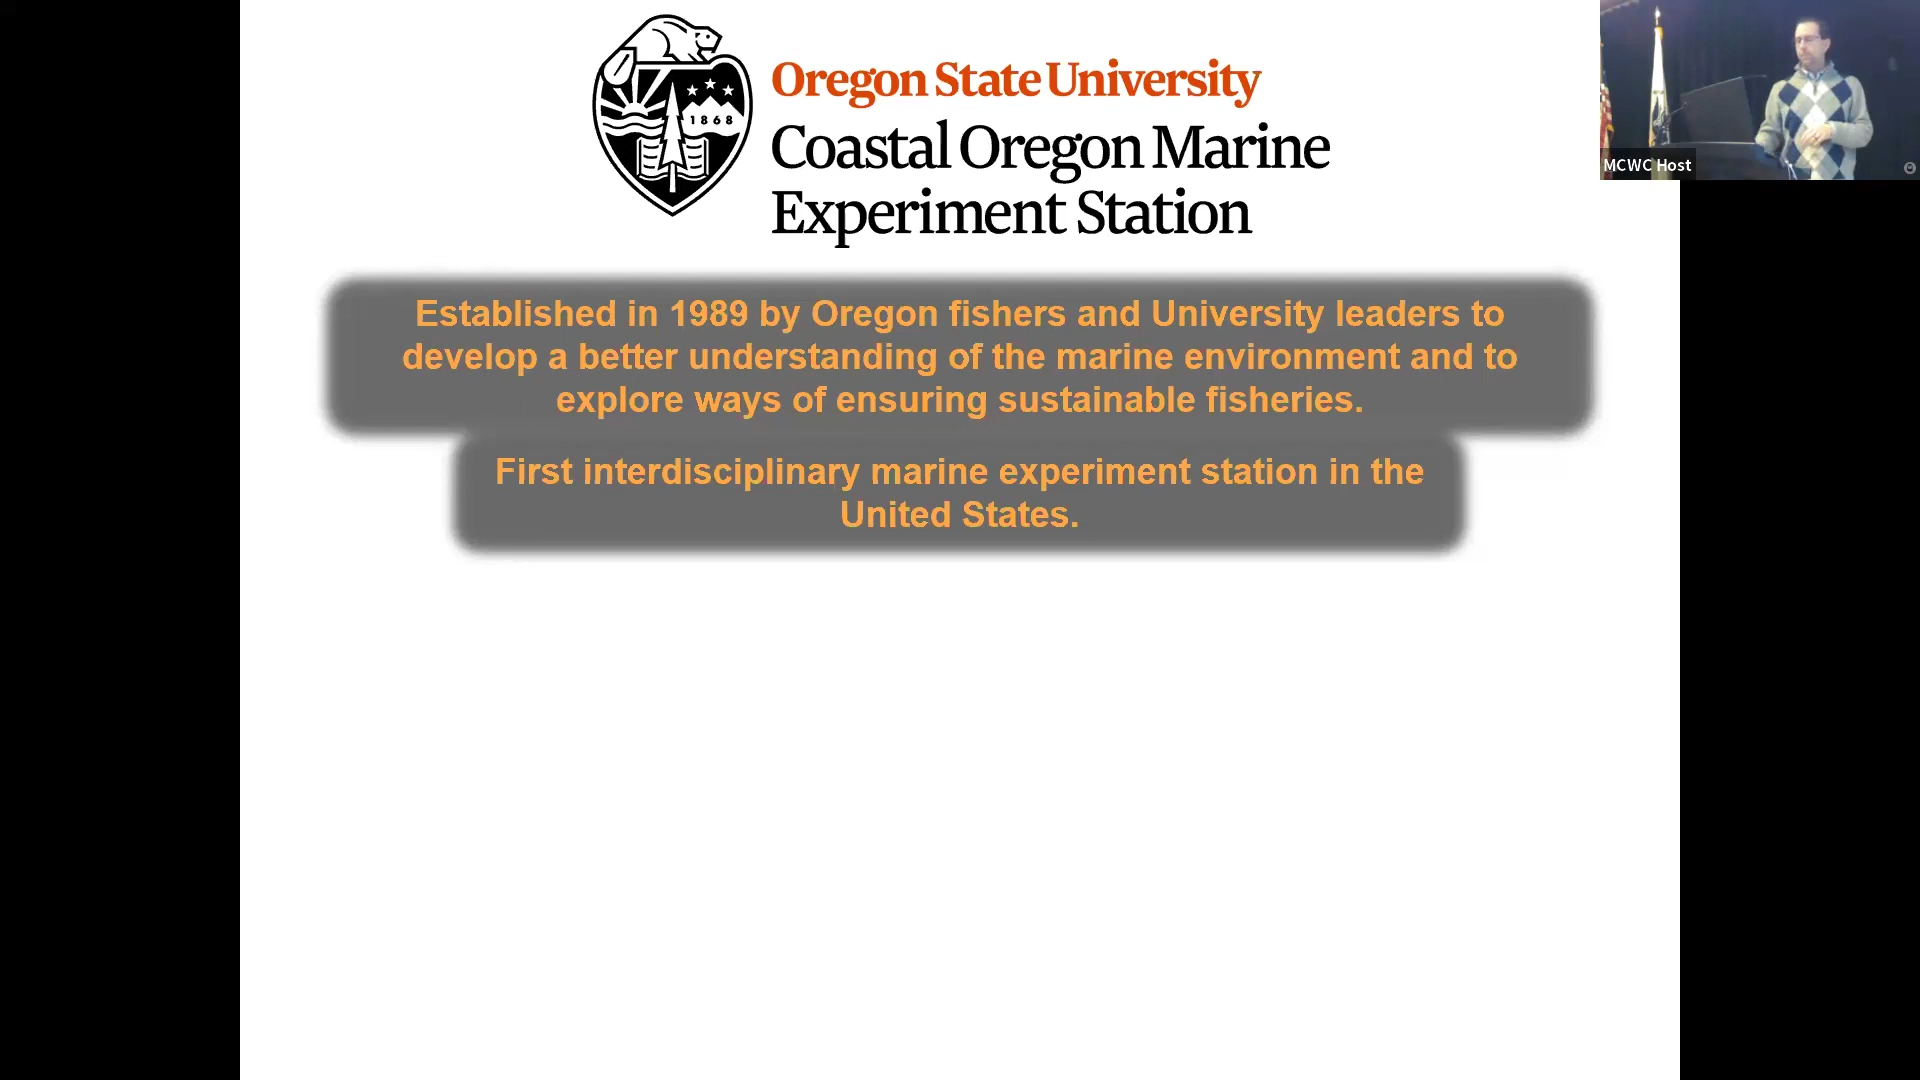 1868
Oregon State University
Coastal Oregon Marine
Experiment Station
MCWC Host
Established in 1989 by Oregon fishers and University leaders to
develop a better understanding of the marine environment and to
explore ways of ensuring sustainable fisheries.
First interdisciplinary marine experiment station in the
United States.